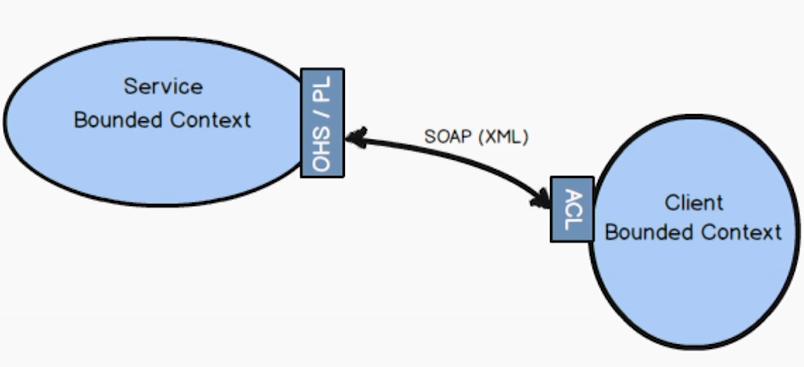 Service
Bounded Context
OHS / PL
SOAP (XML)
ACL
Client
Bounded Context